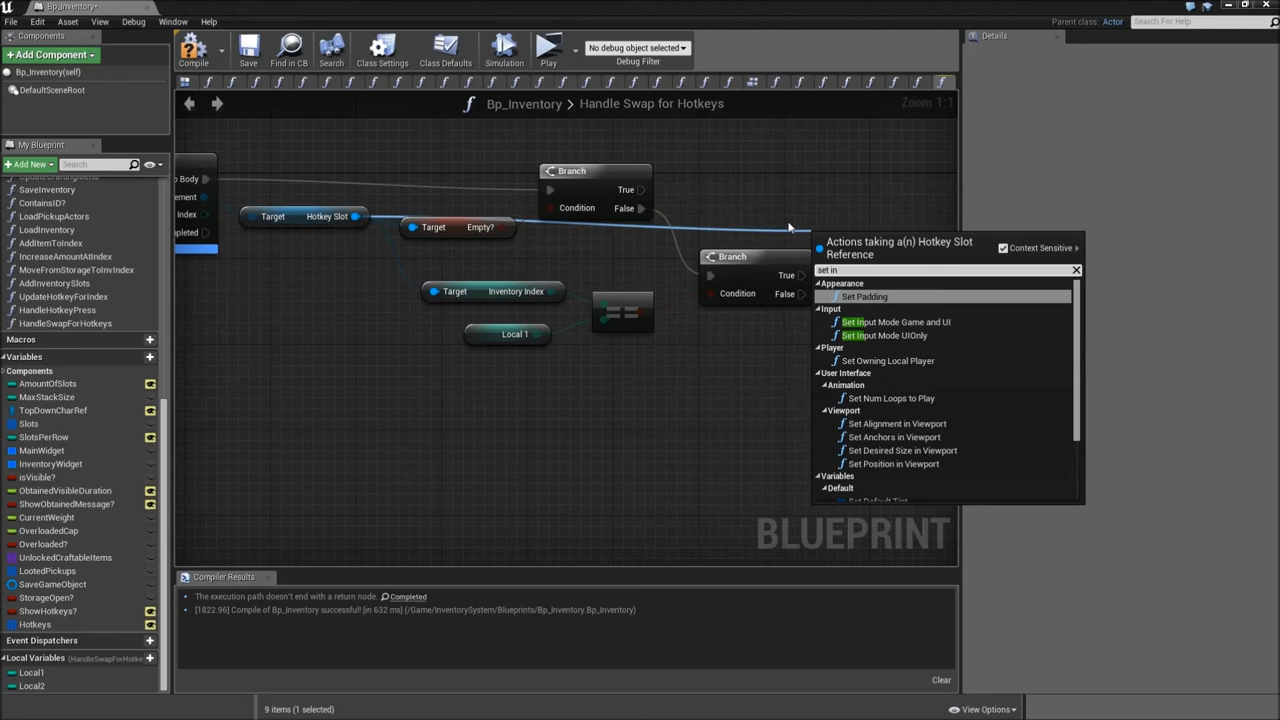 Bp_Inventory*
File
Edit
Asset
View
Debug
Window
Help
Parent class: Actor
Search For Help
Components
Details
+ Add Component
Bp_Inventory(self)
DefaultSceneRoot
Compile
Save
Find in CB
Search
Class Settings
Class Defaults
Simulation
Play
No debug object selected
Debug Filter
Bp_Inventory > Handle Swap for Hotkeys
Zoom 1:1
My Blueprint
+ Add New
Search
SaveInventory
ContainsID?
LoadPickupActors
LoadInventory
AddItemToIndex
IncreaseAmountAtIndex
MoveFromStorageToInvIndex
AddInventorySlots
UpdateHotkeyForIndex
HandleHotkeyPress
HandleSwapForHotkeys
Macros
Variables
Components
AmountOfSlots
MaxStackSize
TopDownCharRef
Slots
SlotsPerRow
MainWidget
InventoryWidget
isVisible?
ObtainedVisibleDuration
ShowObtainedMessage?
CurrentWeight
OverloadedCap
Overloaded?
UnlockedCraftableItems
LootedPickups
SaveGameObject
StorageOpen?
ShowHotkeys?
Hotkeys
Event Dispatchers
Local Variables (HandleSwapForHotke
Local1
Local2
Target Hotkey Slot
Target Empty?
Target Inventory Index
Local 1
==
Branch
True
Condition False
Branch
True
Condition False
Actions taking a(n) Hotkey Slot
Reference
Context Sensitive
set in
Appearance
Set Padding
Input
Set Input Mode Game and UI
Set Input Mode UIOnly
Player
Set Owning Local Player
User Interface
Animation
Set Num Loops to Play
Viewport
Set Alignment in Viewport
Set Anchors in Viewport
Set Desired Size in Viewport
Set Position in Viewport
Variables
Default
BLUEPRINT
Compiler Results
The execution path doesn't end with a return node. Completed
[1822.96] Compile of Bp_Inventory successful! [in 632 ms] (/Game/InventorySystem/Blueprints/Bp_Inventory.Bp_Inventory)
Clear
9 items (1 selected)
View Options